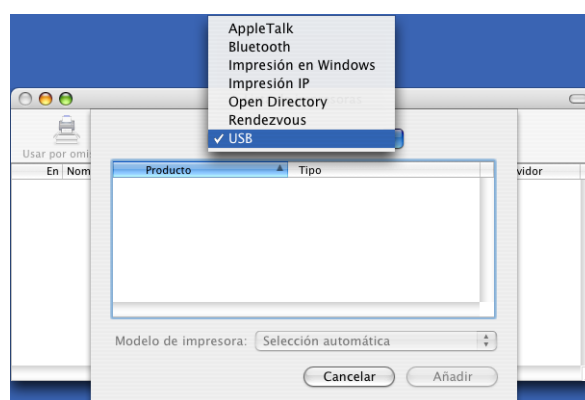 AppleTalk
Bluetooth
Impresión en Windows
Impresión IP
Open Directory
Rendezvous
✓ USB
Usar por omi
En Nom
Producto Tipo
vidor
Modelo de impresora: Selección automática
Cancelar Añadir